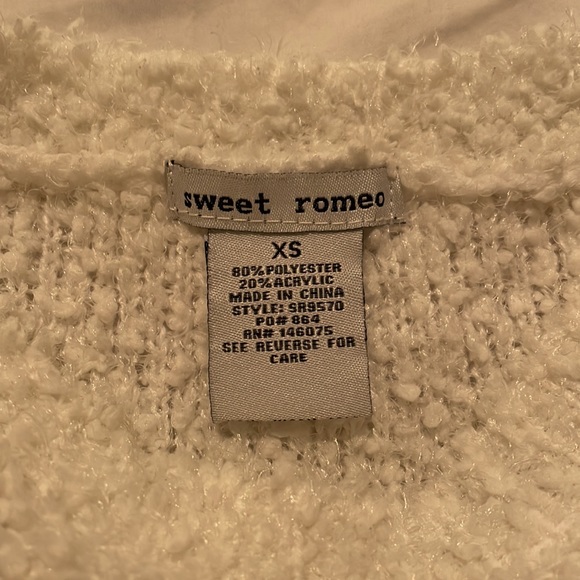 sweet romeo
XS
80%POLYESTER
20%ACRYLIC
MADE IN CHINA
STYLE: SR9570
PO# 864
RN# 146075
SEE REVERSE FOR
CARE